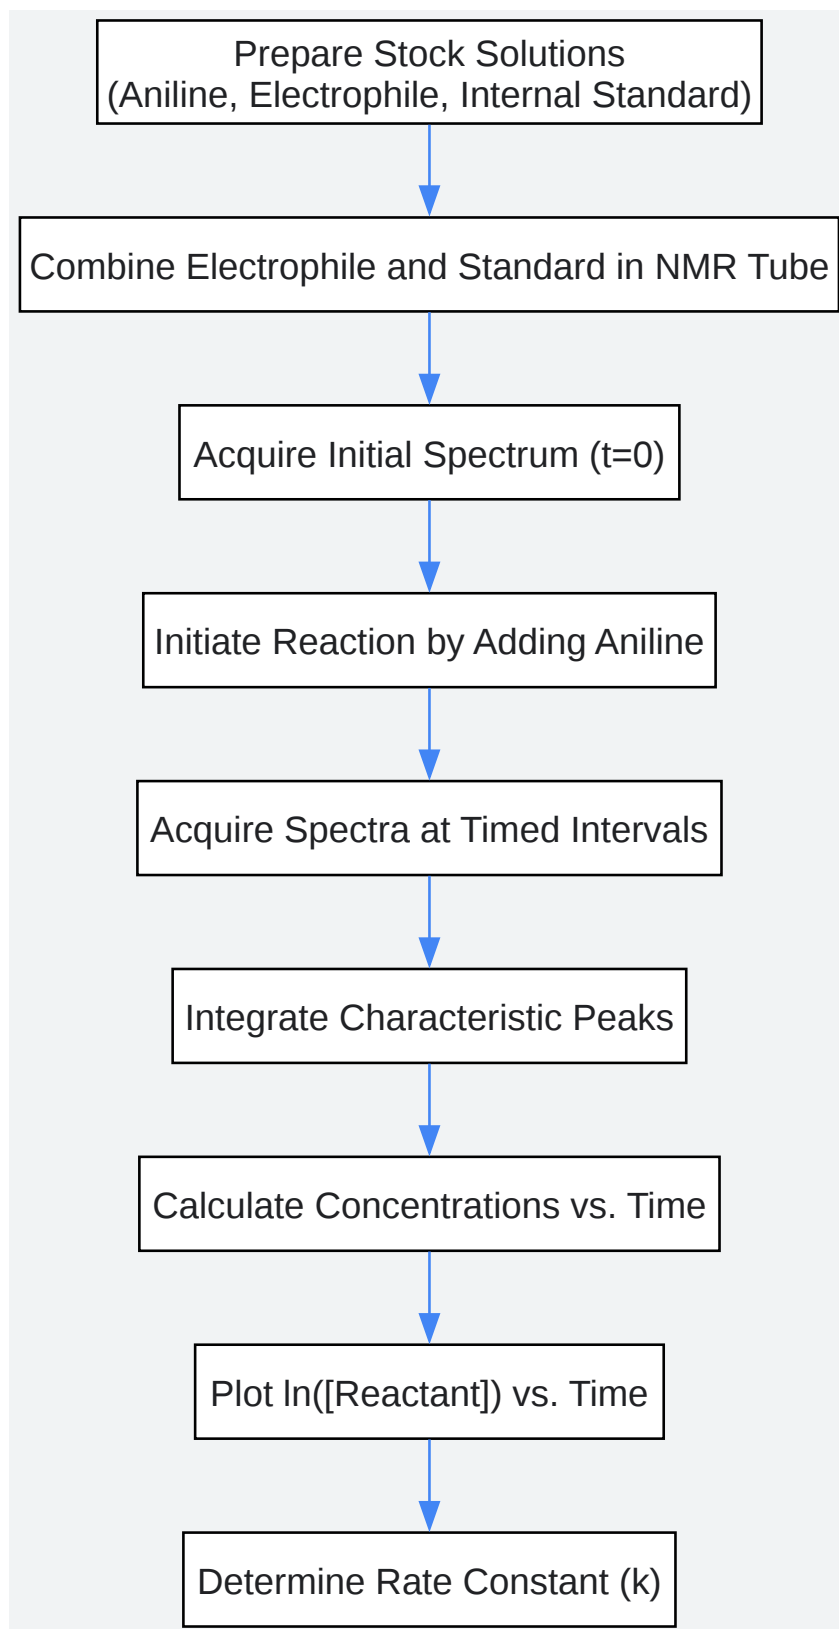 Prepare Stock Solutions
(Aniline, Electrophile, Internal Standard)
Combine Electrophile and Standard in NMR Tube
Acquire Initial Spectrum (t=0)
Initiate Reaction by Adding Aniline
Acquire Spectra at Timed Intervals
Integrate Characteristic Peaks
Calculate Concentrations vs. Time
Plot ln([Reactant]) vs. Time
Determine Rate Constant (k)